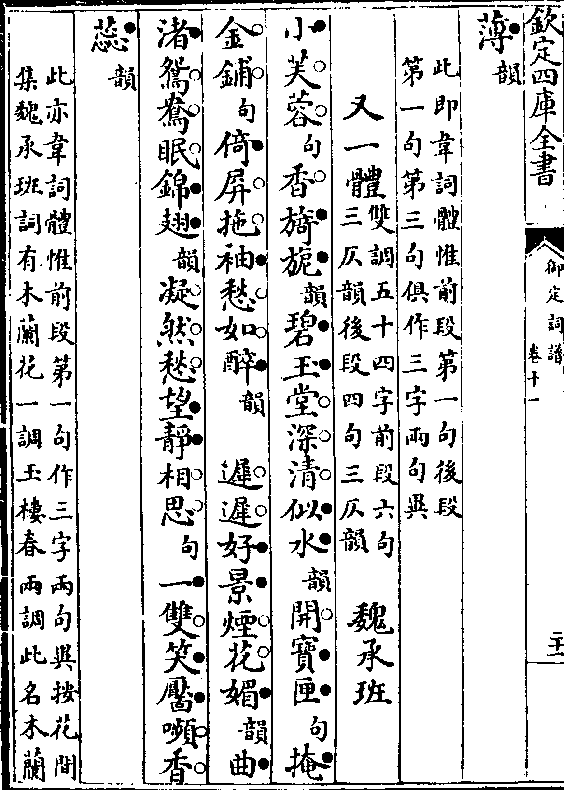 欽定四庫全書
御定詞譜
卷十一
二十二
薄韻
此即韋詞體惟前段第一句後段
第一句第三句俱作三字兩句異
又一體
雙調五十四字前段六句
三仄韻後段四句三仄韻
魏承班
小芙蓉句香旖旎韻碧玉堂深清似水韻開寶匣句掩
金鋪句倚屏拖袖愁如醉韻 遲遲好景煙花媚韻曲
渚鴛鴦眠錦翅韻凝然愁望靜相思句一雙笑靨嚬香
蕊韻
此亦韋詞體惟前段第一句作三字兩句異按花間
集魏承班詞有木蘭花一調玉樓春兩調此名木蘭